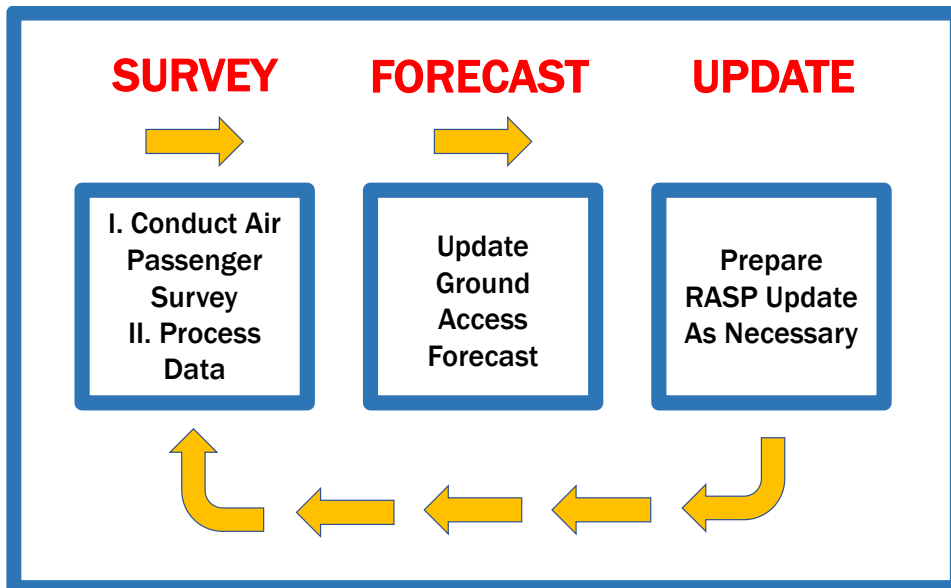 SURVEY
FORECAST
UPDATE
I. Conduct Air
Passenger
Survey
II. Process
Data
Update
Ground
Access
Forecast
Prepare
RASP Update
As Necessary